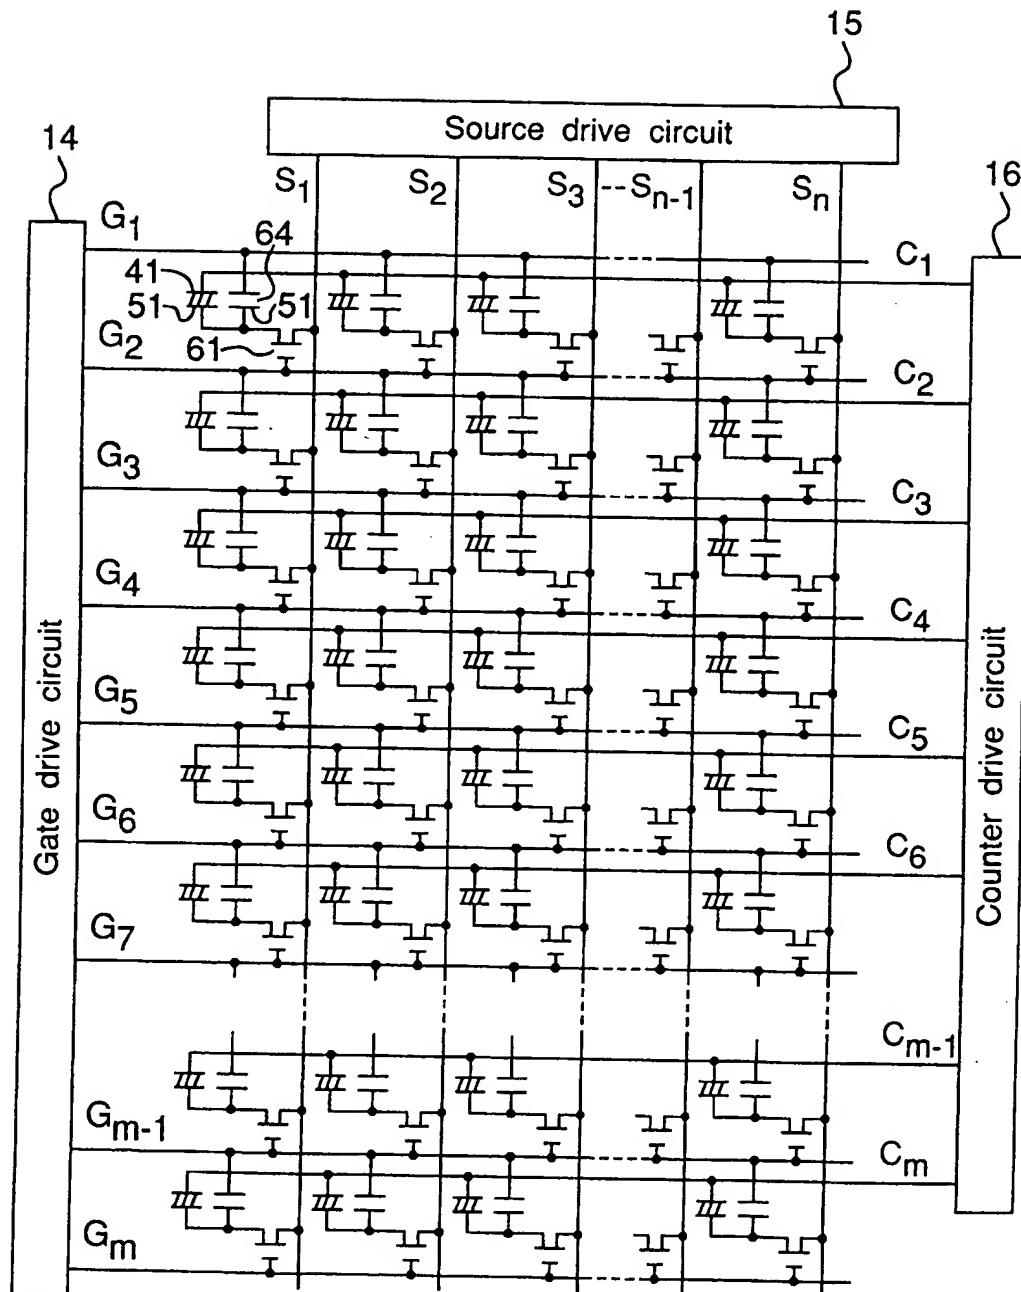 15
Source drive circuit
14
16
S1 S2 S3 Sn-1 Sn
G1
64
C1
41
51 51
G2
61
C2
G3
C3
G4
C4
G5
C5
G6
C6
G7
Cm-1
Gm-1
Cm
Gm
Gate drive circuit
Counter drive circuit